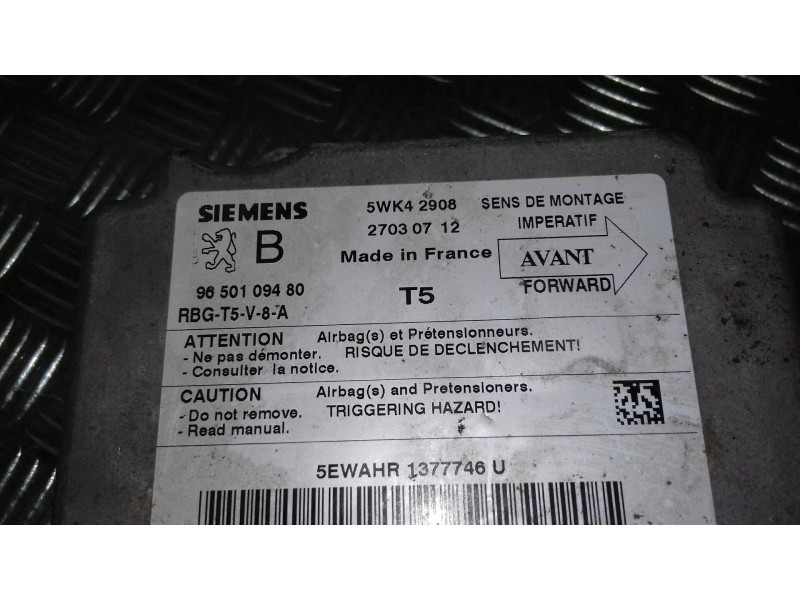 SIEMENS
B
96 501 094 80
RBG-T5-V-8-A
5WK4 2908
27030 07 12
Made in France
T5
SENS DE MONTAGE
IMPERATIF
AVANT
FORWARD
ATTENTION Airbag(s) et Prétensionneurs.
- Ne pas démonter. RISQUE DE DECLENCHEMENT!
- Consulter la notice.
CAUTION Airbag(s) and Pretensioners.
- Do not remove. TRIGGERING HAZARD!
- Read manual.
5EWAHR 1377746 U